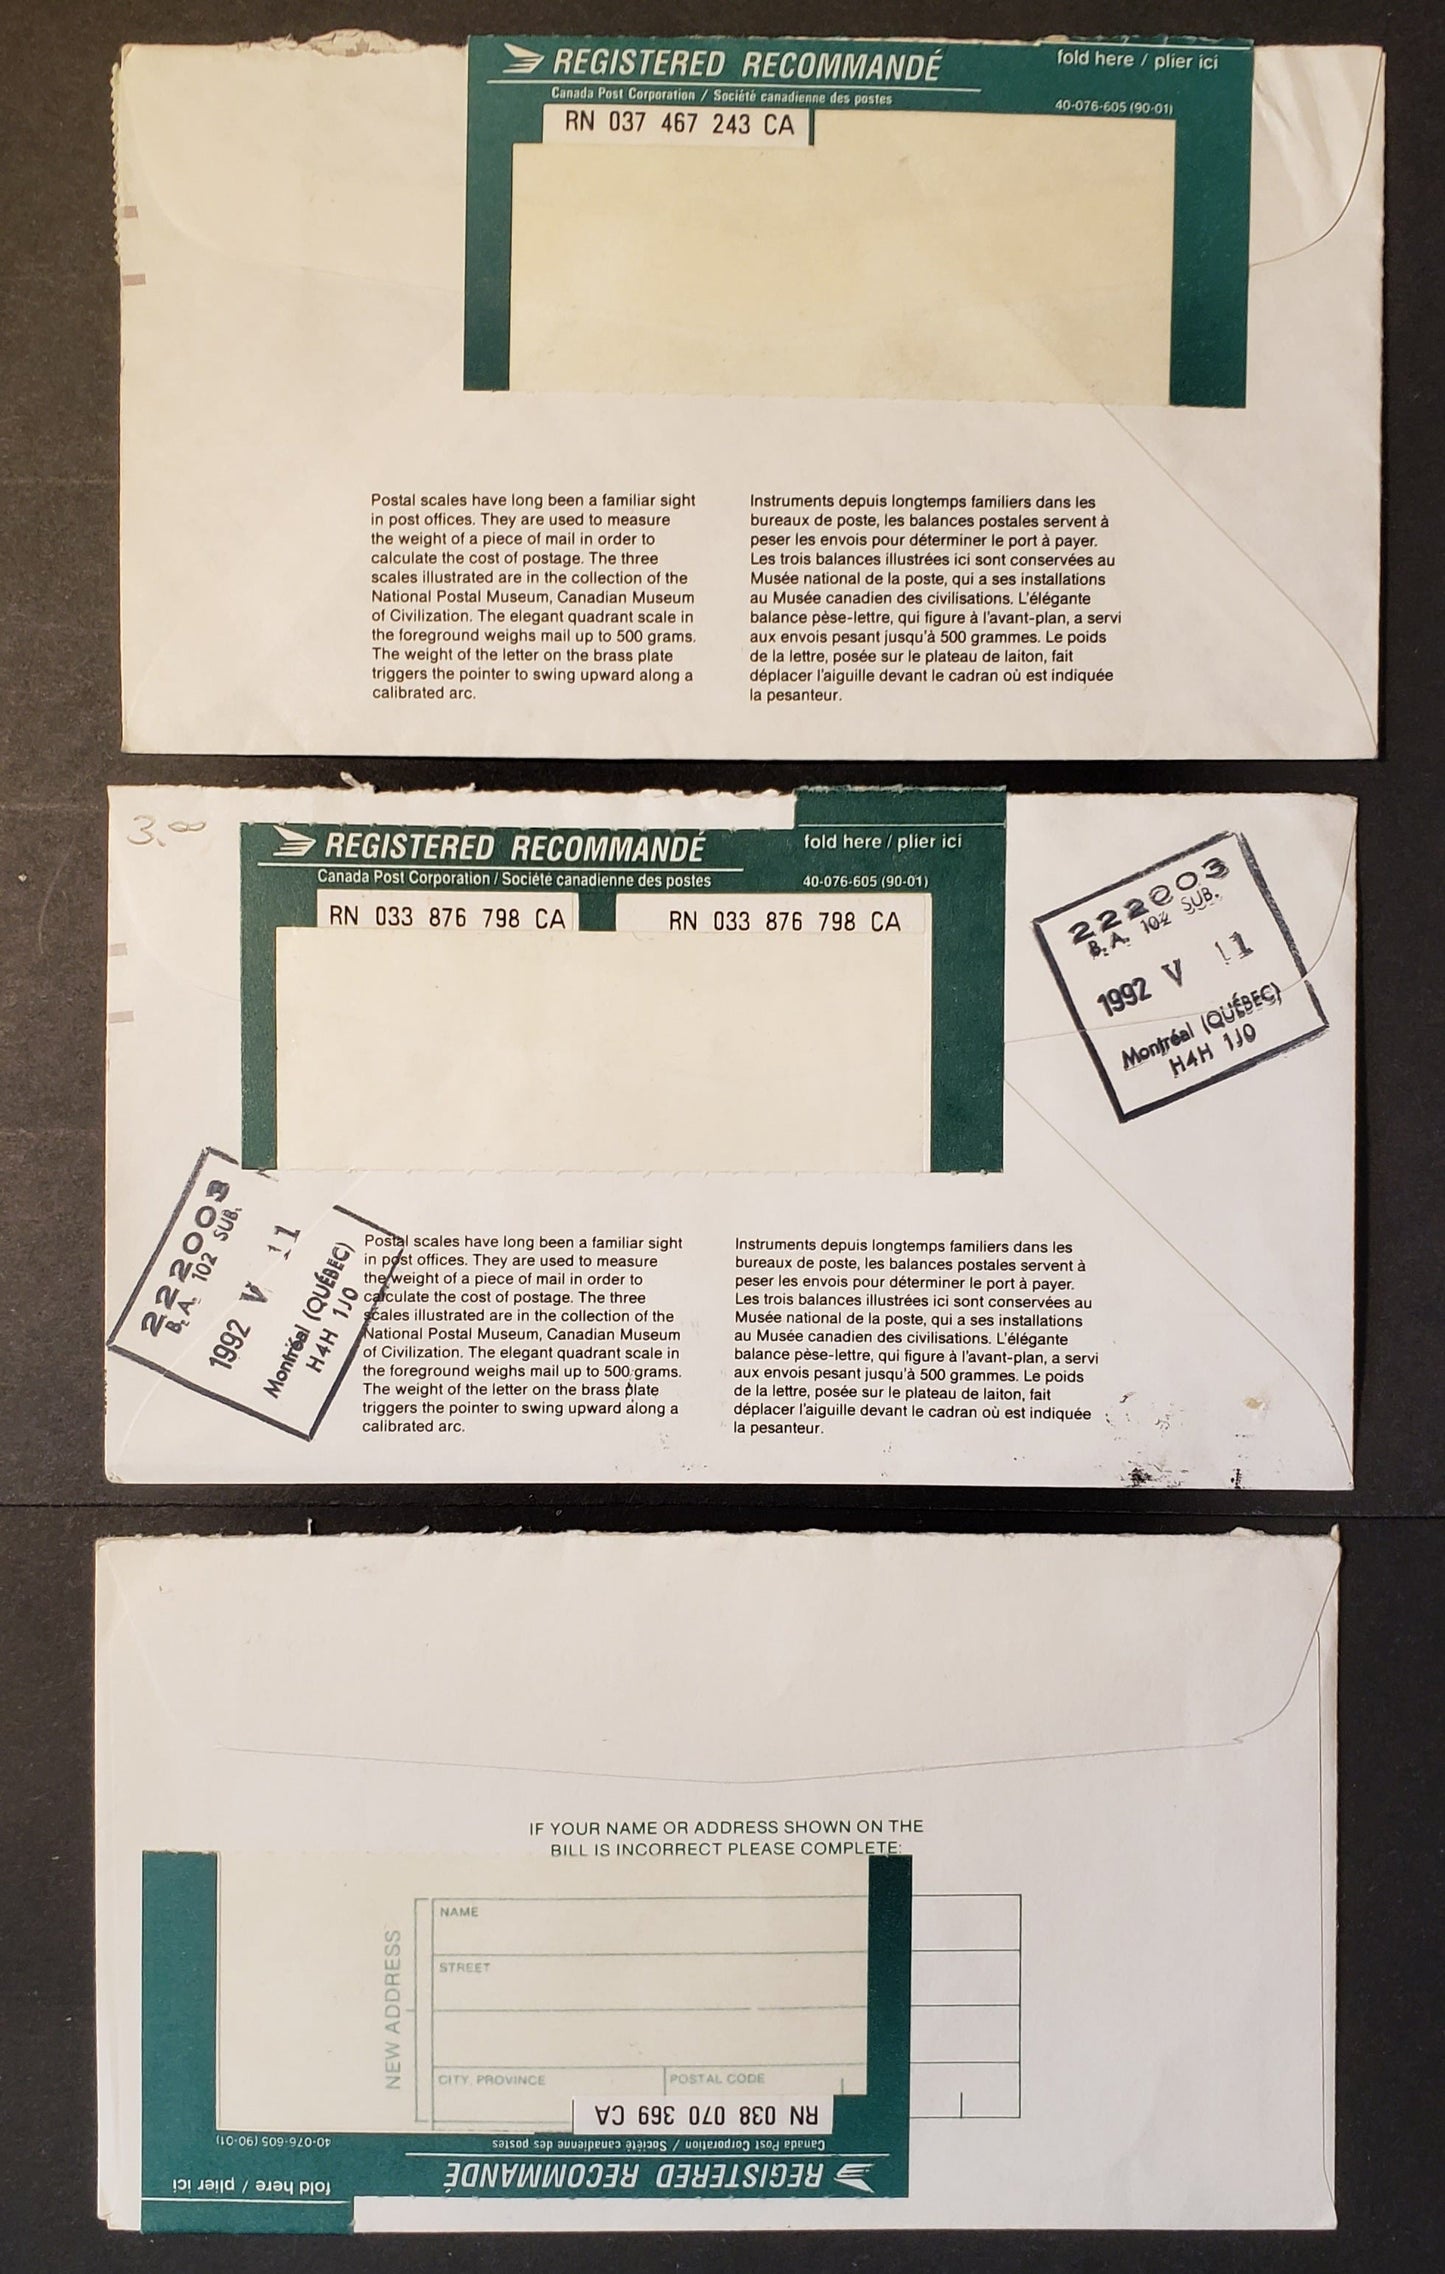 REGISTERED RECOMMANDÉ
fold here / plier ici
Canada Post Corporation / Société canadienne des postes
40-076-605 (90-01)
RN 037 467 243 CA
Postal scales have long been a familiar sight
in post offices. They are used to measure
the weight of a piece of mail in order to
calculate the cost of postage. The three
scales illustrated are in the collection of the
National Postal Museum, Canadian Museum
of Civilization. The elegant quadrant scale in
the foreground weighs mail up to 500 grams.
The weight of the letter on the brass plate
triggers the pointer to swing upward along a
calibrated arc.
Instruments depuis longtemps familiers dans les
bureaux de poste, les balances postales servent à
peser les envois pour déterminer le port à payer.
Les trois balances illustrées ici sont conservées au
Musée national de la poste, qui a ses installations
au Musée canadien des civilisations. L'élégante
balance pèse-lettre, qui figure à l'avant-plan, a servi
aux envois pesant jusqu'à 500 grammes. Le poids
de la lettre, posée sur le plateau de laiton, fait
déplacer l'aiguille devant le cadran où est indiquée
la pesanteur.
3.00
REGISTERED RECOMMANDÉ
fold here / plier ici
Canada Post Corporation / Société canadienne des postes
40-076-605 (90-01)
RN 033 876 798 CA
RN 033 876 798 CA
222003
B.A. 102 SUB.
1992 V 11
Montréal (QUÉBEC)
H4H 1J0
222003
B.A. 102 SUB.
1992 V 11
Montréal (QUÉBEC)
H4H 1J0
Postal scales have long been a familiar sight
in post offices. They are used to measure
the weight of a piece of mail in order to
calculate the cost of postage. The three
scales illustrated are in the collection of the
National Postal Museum, Canadian Museum
of Civilization. The elegant quadrant scale in
the foreground weighs mail up to 500 grams.
The weight of the letter on the brass plate
triggers the pointer to swing upward along a
calibrated arc.
Instruments depuis longtemps familiers dans les
bureaux de poste, les balances postales servent à
peser les envois pour déterminer le port à payer.
Les trois balances illustrées ici sont conservées au
Musée national de la poste, qui a ses installations
au Musée canadien des civilisations. L'élégante
balance pèse-lettre, qui figure à l'avant-plan, a servi
aux envois pesant jusqu'à 500 grammes. Le poids
de la lettre, posée sur le plateau de laiton, fait
déplacer l'aiguille devant le cadran où est indiquée
la pesanteur.
IF YOUR NAME OR ADDRESS SHOWN ON THE
BILL IS INCORRECT PLEASE COMPLETE:
NEW ADDRESS
NAME
STREET
CITY, PROVINCE
POSTAL CODE
RN 038 070 369 CA
Canada Post Corporation / Société canadienne des postes
40-076-605 (90-01)
REGISTERED RECOMMANDÉ
fold here / plier ici